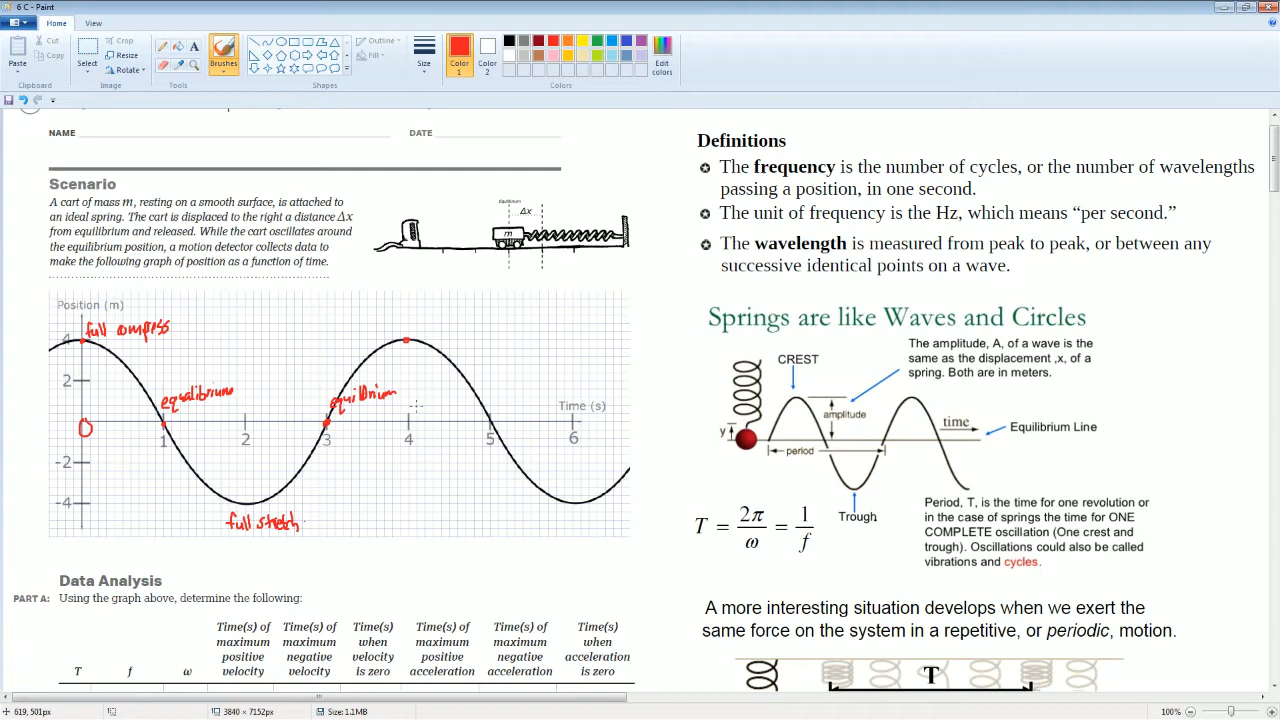 6 C - Paint
Home
View
Paste
Cut
Copy
Clipboard
Select
Crop
Resize
Rotate
Image
Tools
Brushes
Outline
Fill
Shapes
Size
Color 1
Color 2
Edit colors
Colors
NAME
DATE
Scenario
A cart of mass m, resting on a smooth surface, is attached to
an ideal spring. The cart is displaced to the right a distance Δx
from equilibrium and released. While the cart oscillates around
the equilibrium position, a motion detector collects data to
make the following graph of position as a function of time.
Equilibrium
Δx
m
Position (m)
full compress
4
2
equalibrium
equilibrium
Time (s)
0
1
2
3
4
5
6
-2
-4
full stretch
Data Analysis
PART A: Using the graph above, determine the following:
T
f
ω
Time(s) of maximum positive velocity
Time(s) of maximum negative velocity
Time(s) when velocity is zero
Time(s) of maximum positive acceleration
Time(s) of maximum negative acceleration
Time(s) when acceleration is zero
Definitions
The frequency is the number of cycles, or the number of wavelengths
passing a position, in one second.
The unit of frequency is the Hz, which means “per second.”
The wavelength is measured from peak to peak, or between any
successive identical points on a wave.
Springs are like Waves and Circles
The amplitude, A, of a wave is the
same as the displacement ,x, of a
spring. Both are in meters.
CREST
amplitude
time
Equilibrium Line
y
period
Trough
T = 2π/ω = 1/f
Period, T, is the time for one revolution or
in the case of springs the time for ONE
COMPLETE oscillation (One crest and
trough). Oscillations could also be called
vibrations and cycles.
A more interesting situation develops when we exert the
same force on the system in a repetitive, or periodic, motion.
T
619, 501px
3840 × 7152px
Size: 1.1MB
100%